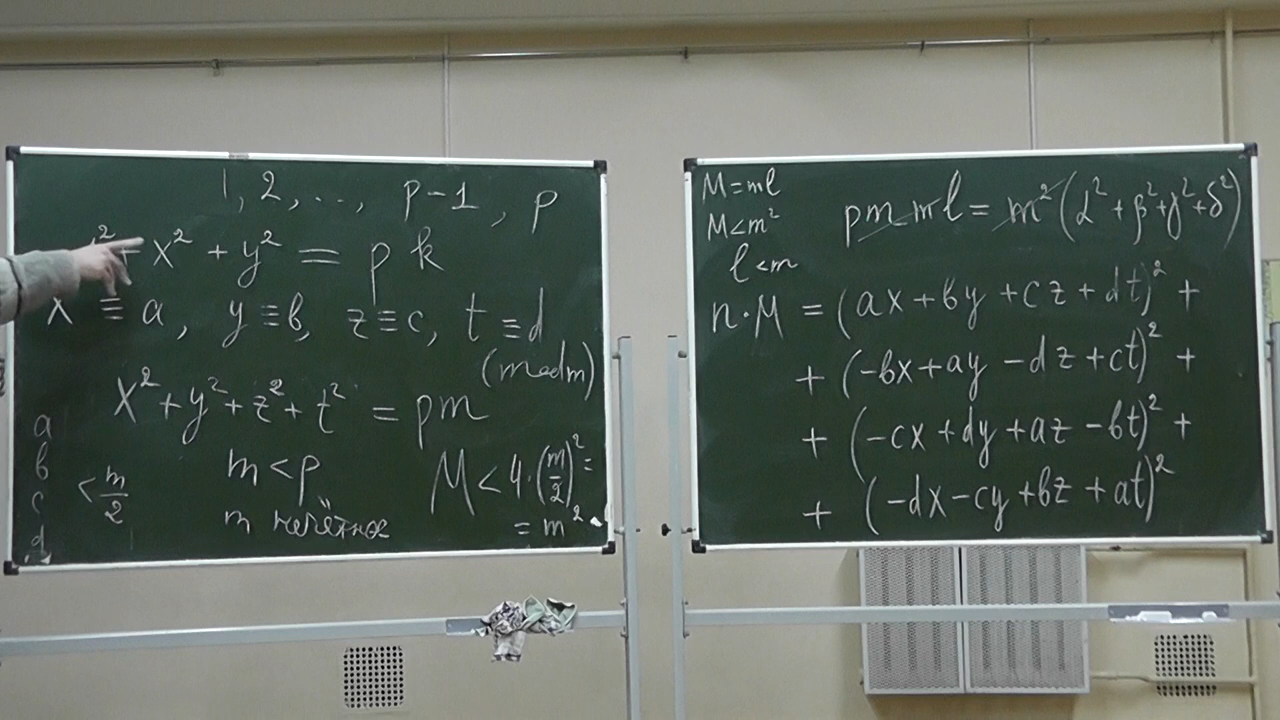 1, 2, ..., p-1, p
² + x² + y² = p k
x ≡ a, y ≡ b, z ≡ c, t ≡ d
(mod m)
x² + y² + z² + t² = pm
a
b
c
d
< m/2
m < p
m нечётное
M < 4·(m/2)² =
= m²
M = ml
M < m²
l < m
pm ml = m²(α² + β² + γ² + δ²)
n·M = (ax + by + cz + dt)² +
+ (-bx + ay - dz + ct)² +
+ (-cx + dy + az - bt)² +
+ (-dx - cy + bz + at)²